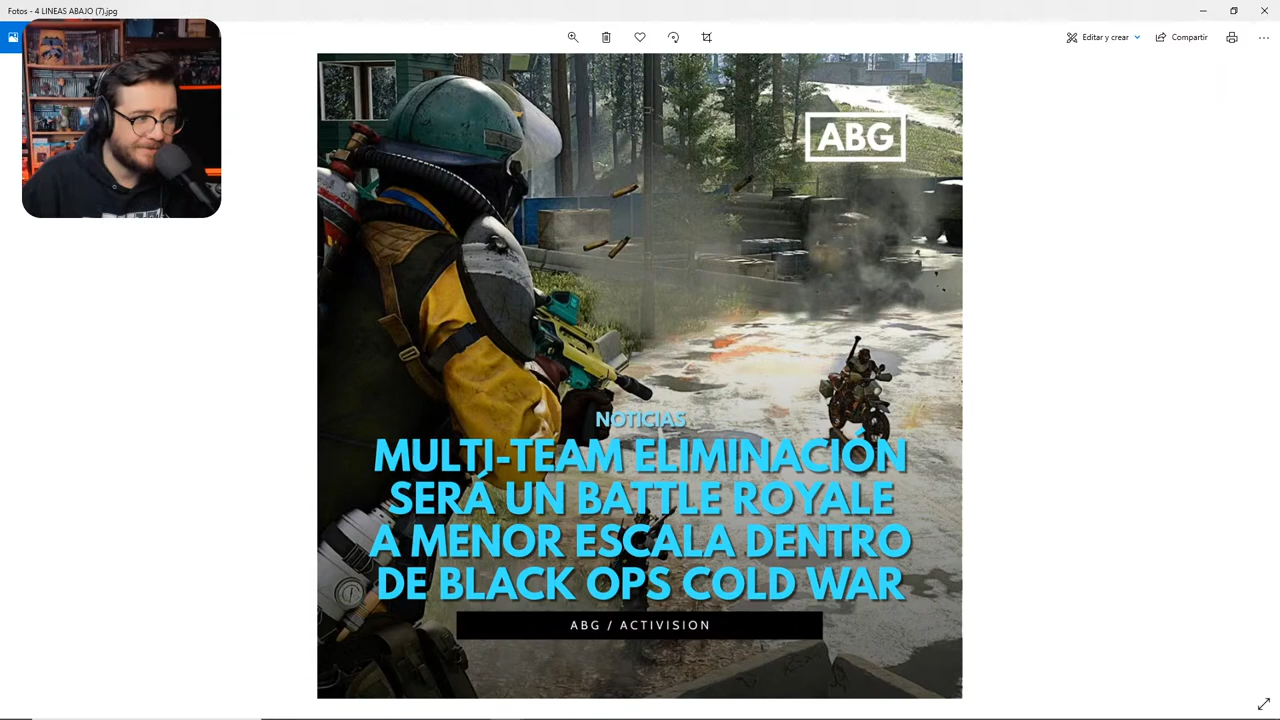 Fotos - 4 LINEAS ABAJO (7).jpg
Editar y crear
Compartir
ABG
NOTICIAS
MULTI-TEAM ELIMINACIÓN
SERÁ UN BATTLE ROYALE
A MENOR ESCALA DENTRO
DE BLACK OPS COLD WAR
ABG / ACTIVISION